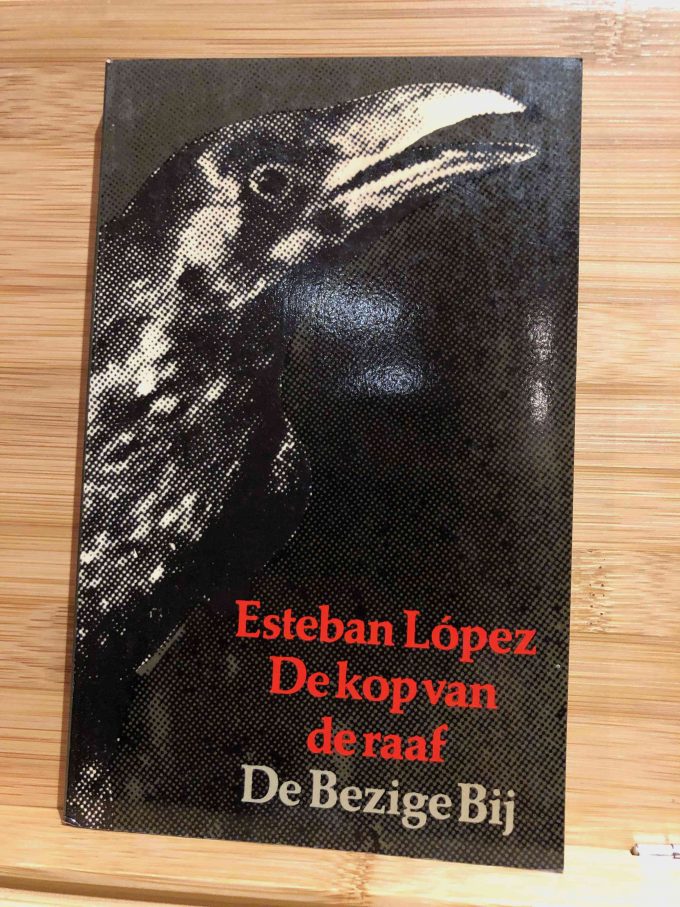 Esteban López
De kop van
de raaf
De Bezige Bij